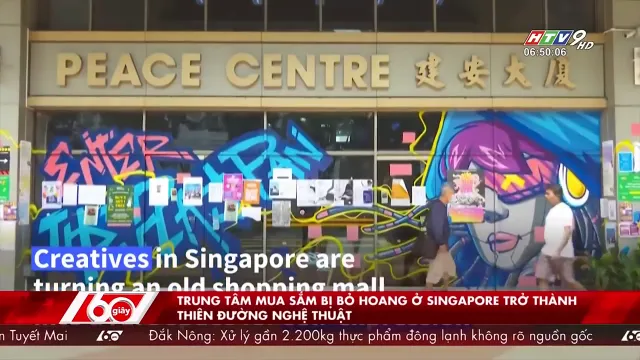 HTV9 HD
06:50:06
PEACE CENTRE 建安大厦
ENTER
Creatives in Singapore are
turning an old shopping mall
60 giây
TRUNG TÂM MUA SẮM BỊ BỎ HOANG Ở SINGAPORE TRỞ THÀNH
THIÊN ĐƯỜNG NGHỆ THUẬT
n Tuyết Mai Đắk Nông: Xử lý gần 2.200kg thực phẩm đông lạnh không rõ nguồn gốc